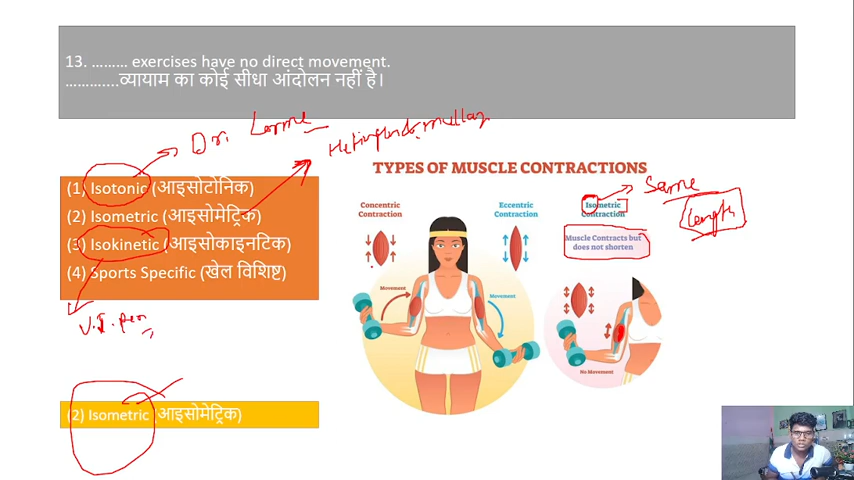 13. ......... exercises have no direct movement.
............व्यायाम का कोई सीधा आंदोलन नहीं है।
Dr. Lorme
TYPES OF MUSCLE CONTRACTIONS
(1) Isotonic (आइसोटोनिक)
(2) Isometric (आइसोमेट्रिक)
(3) Isokinetic (आइसोकाइनटिक)
(4) Sports Specific (खेल विशिष्ट)
Concentric
Contraction
Eccentric
Contraction
Isometric
Contraction
Same
Length
Muscle Contracts but
does not shorten
Movement
Movement
No Movement
(2) Isometric (आइसोमेट्रिक)